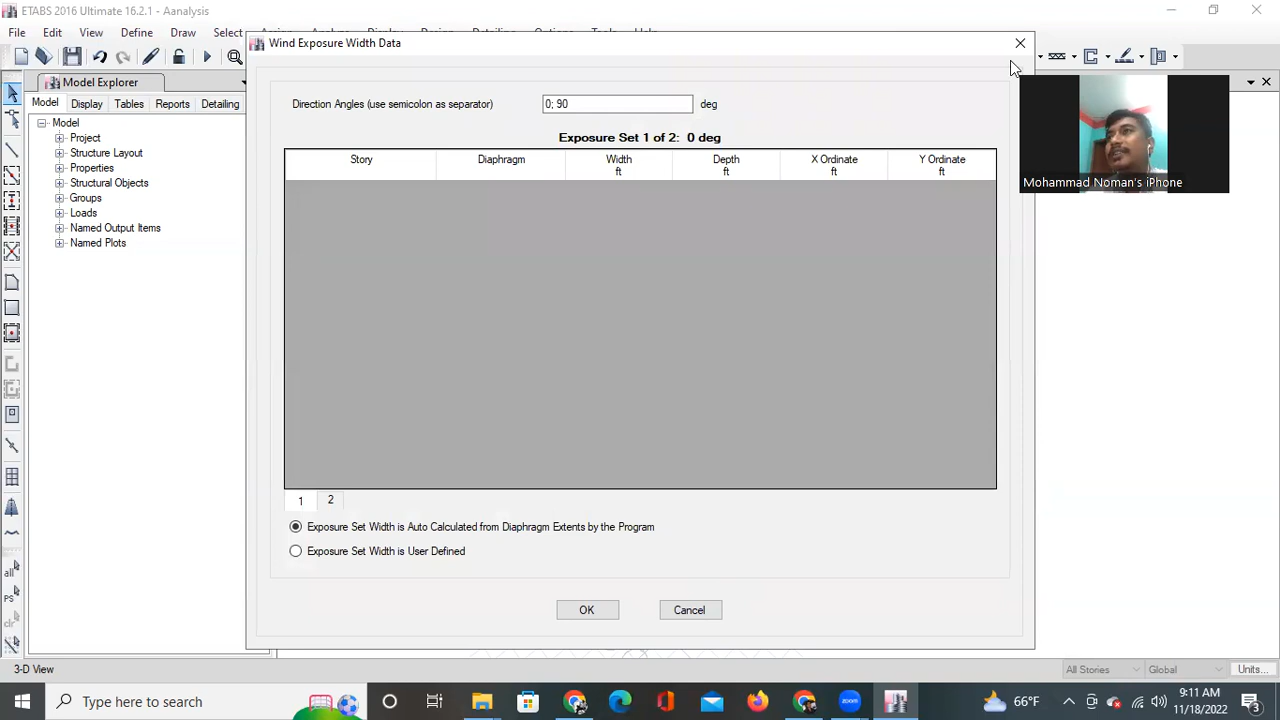 ETABS 2016 Ultimate 16.2.1 - Aanalysis
File Edit View Define Draw Select
Wind Exposure Width Data
Model Explorer
Model Display Tables Reports Detailing
Model
Project
Structure Layout
Properties
Structural Objects
Groups
Loads
Named Output Items
Named Plots
Direction Angles (use semicolon as separator) 0; 90 deg
Exposure Set 1 of 2: 0 deg
Story Diaphragm Width Depth X Ordinate Y Ordinate
ft ft ft ft
1 2
Exposure Set Width is Auto Calculated from Diaphragm Extents by the Program
Exposure Set Width is User Defined
OK Cancel
Mohammad Noman's iPhone
all
PS
clr
3-D View All Stories Global Units...
Type here to search 66°F 9:11 AM
11/18/2022 3